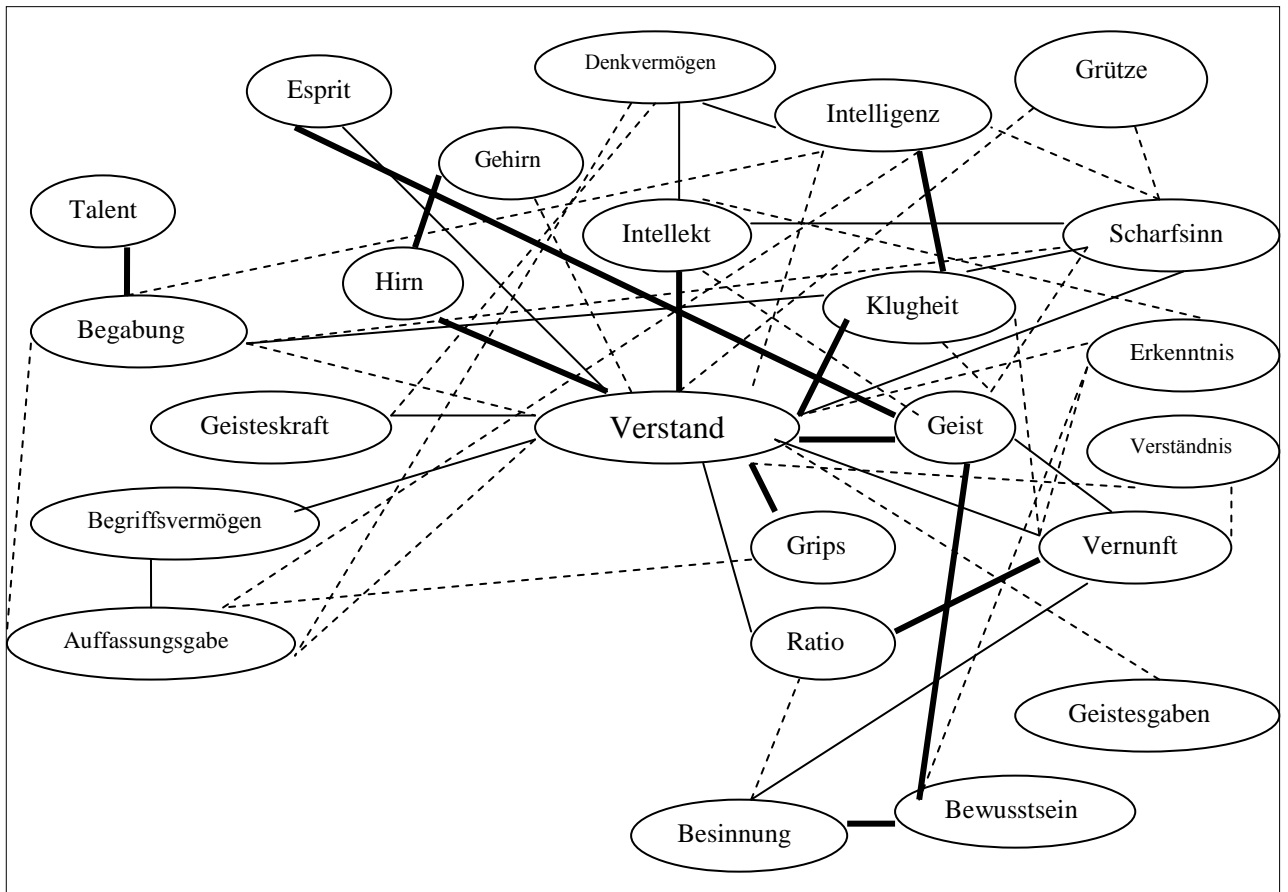 Denkvermögen
Esprit
Grütze
Intelligenz
Gehirn
Talent
Intellekt
Scharfsinn
Hirn
Klugheit
Begabung
Erkenntnis
Geisteskraft
Verstand
Geist
Verständnis
Begriffsvermögen
Grips
Vernunft
Auffassungsgabe
Ratio
Geistesgaben
Besinnung
Bewusstsein